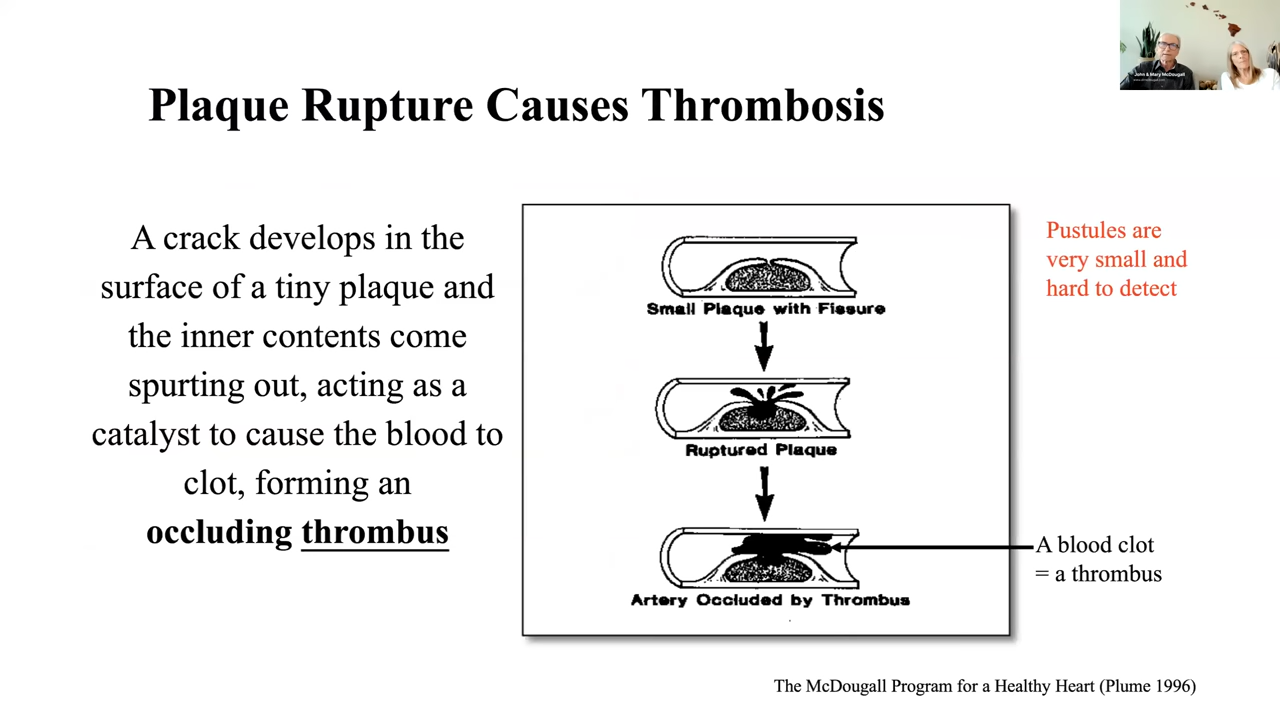 John & Mary McDougall
Plaque Rupture Causes Thrombosis
A crack develops in the
surface of a tiny plaque and
the inner contents come
spurting out, acting as a
catalyst to cause the blood to
clot, forming an
occluding thrombus
Small Plaque with Fissure
Ruptured Plaque
Artery Occluded by Thrombus
Pustules are
very small and
hard to detect
A blood clot
= a thrombus
The McDougall Program for a Healthy Heart (Plume 1996)